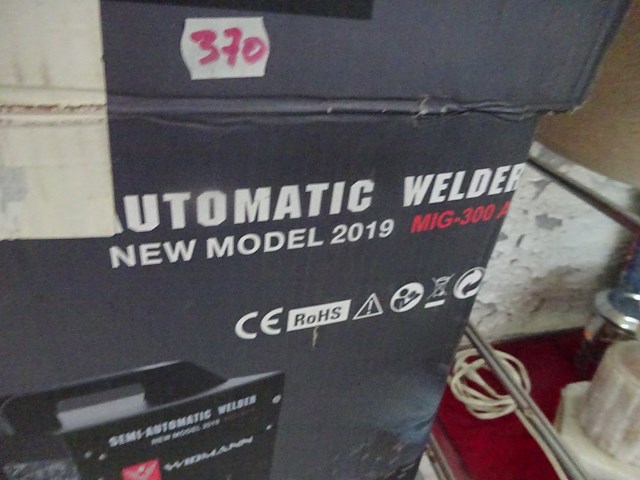 370
AUTOMATIC WELDER
NEW MODEL 2019 MIG-300 A
CE RoHS
SEMI-AUTOMATIC WELDER
NEW MODEL 2019
WIDMANN